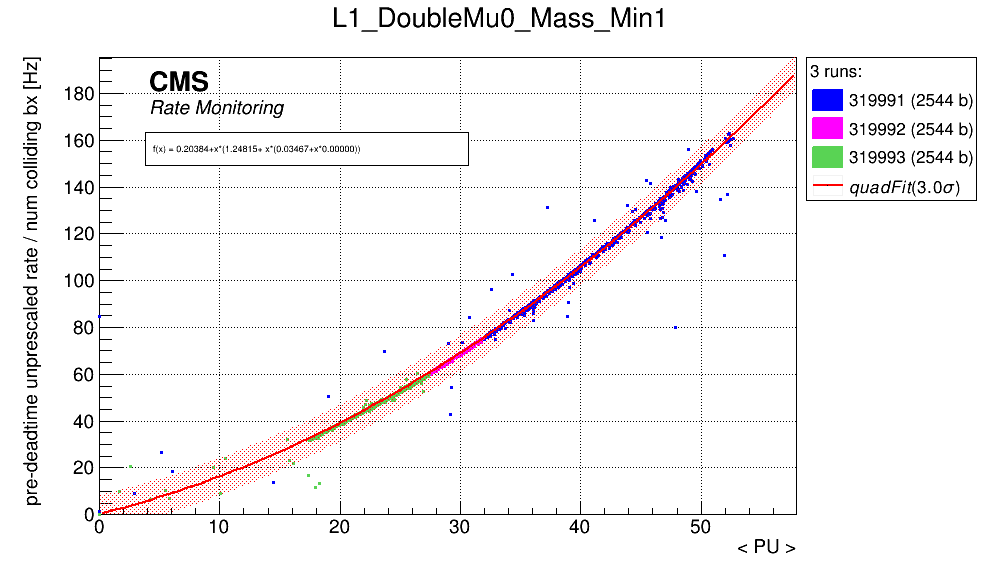 L1_DoubleMu0_Mass_Min1
pre-deadtime unprescaled rate / num colliding bx [Hz]
CMS
Rate Monitoring
f(x) = 0.20384+x*(1.24815+ x*(0.03467+x*0.00000))
180
160
140
120
100
80
60
40
20
0
0 10 20 30 40 50
< PU >
3 runs:
319991 (2544 b)
319992 (2544 b)
319993 (2544 b)
quadFit(3.0σ)